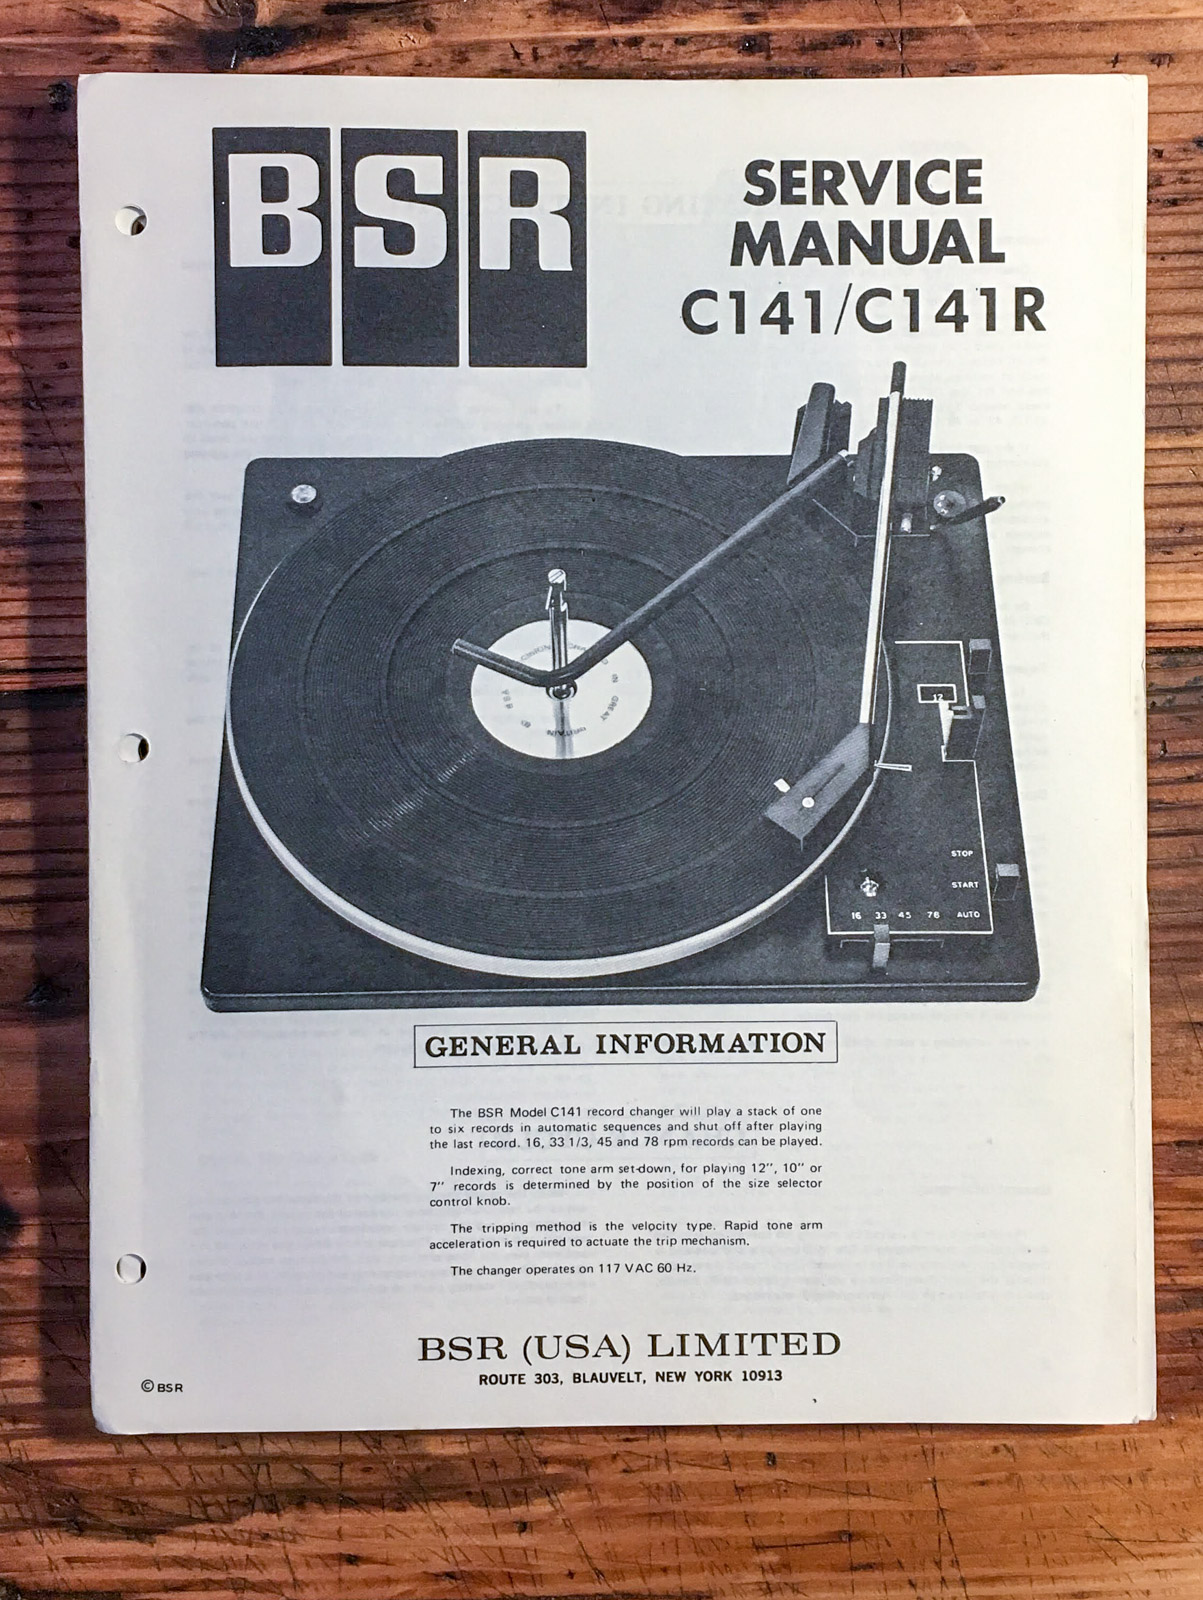 BSR
SERVICE
MANUAL
C141/C141R
12
STOP
START
16 33 45 78 AUTO
GENERAL INFORMATION
The BSR Model C141 record changer will play a stack of one
to six records in automatic sequences and shut off after playing
the last record. 16, 33 1/3, 45 and 78 rpm records can be played.
Indexing, correct tone arm set-down, for playing 12", 10" or
7" records is determined by the position of the size selector
control knob.
The tripping method is the velocity type. Rapid tone arm
acceleration is required to actuate the trip mechanism.
The changer operates on 117 VAC 60 Hz.
BSR (USA) LIMITED
ROUTE 303, BLAUVELT, NEW YORK 10913
© BSR